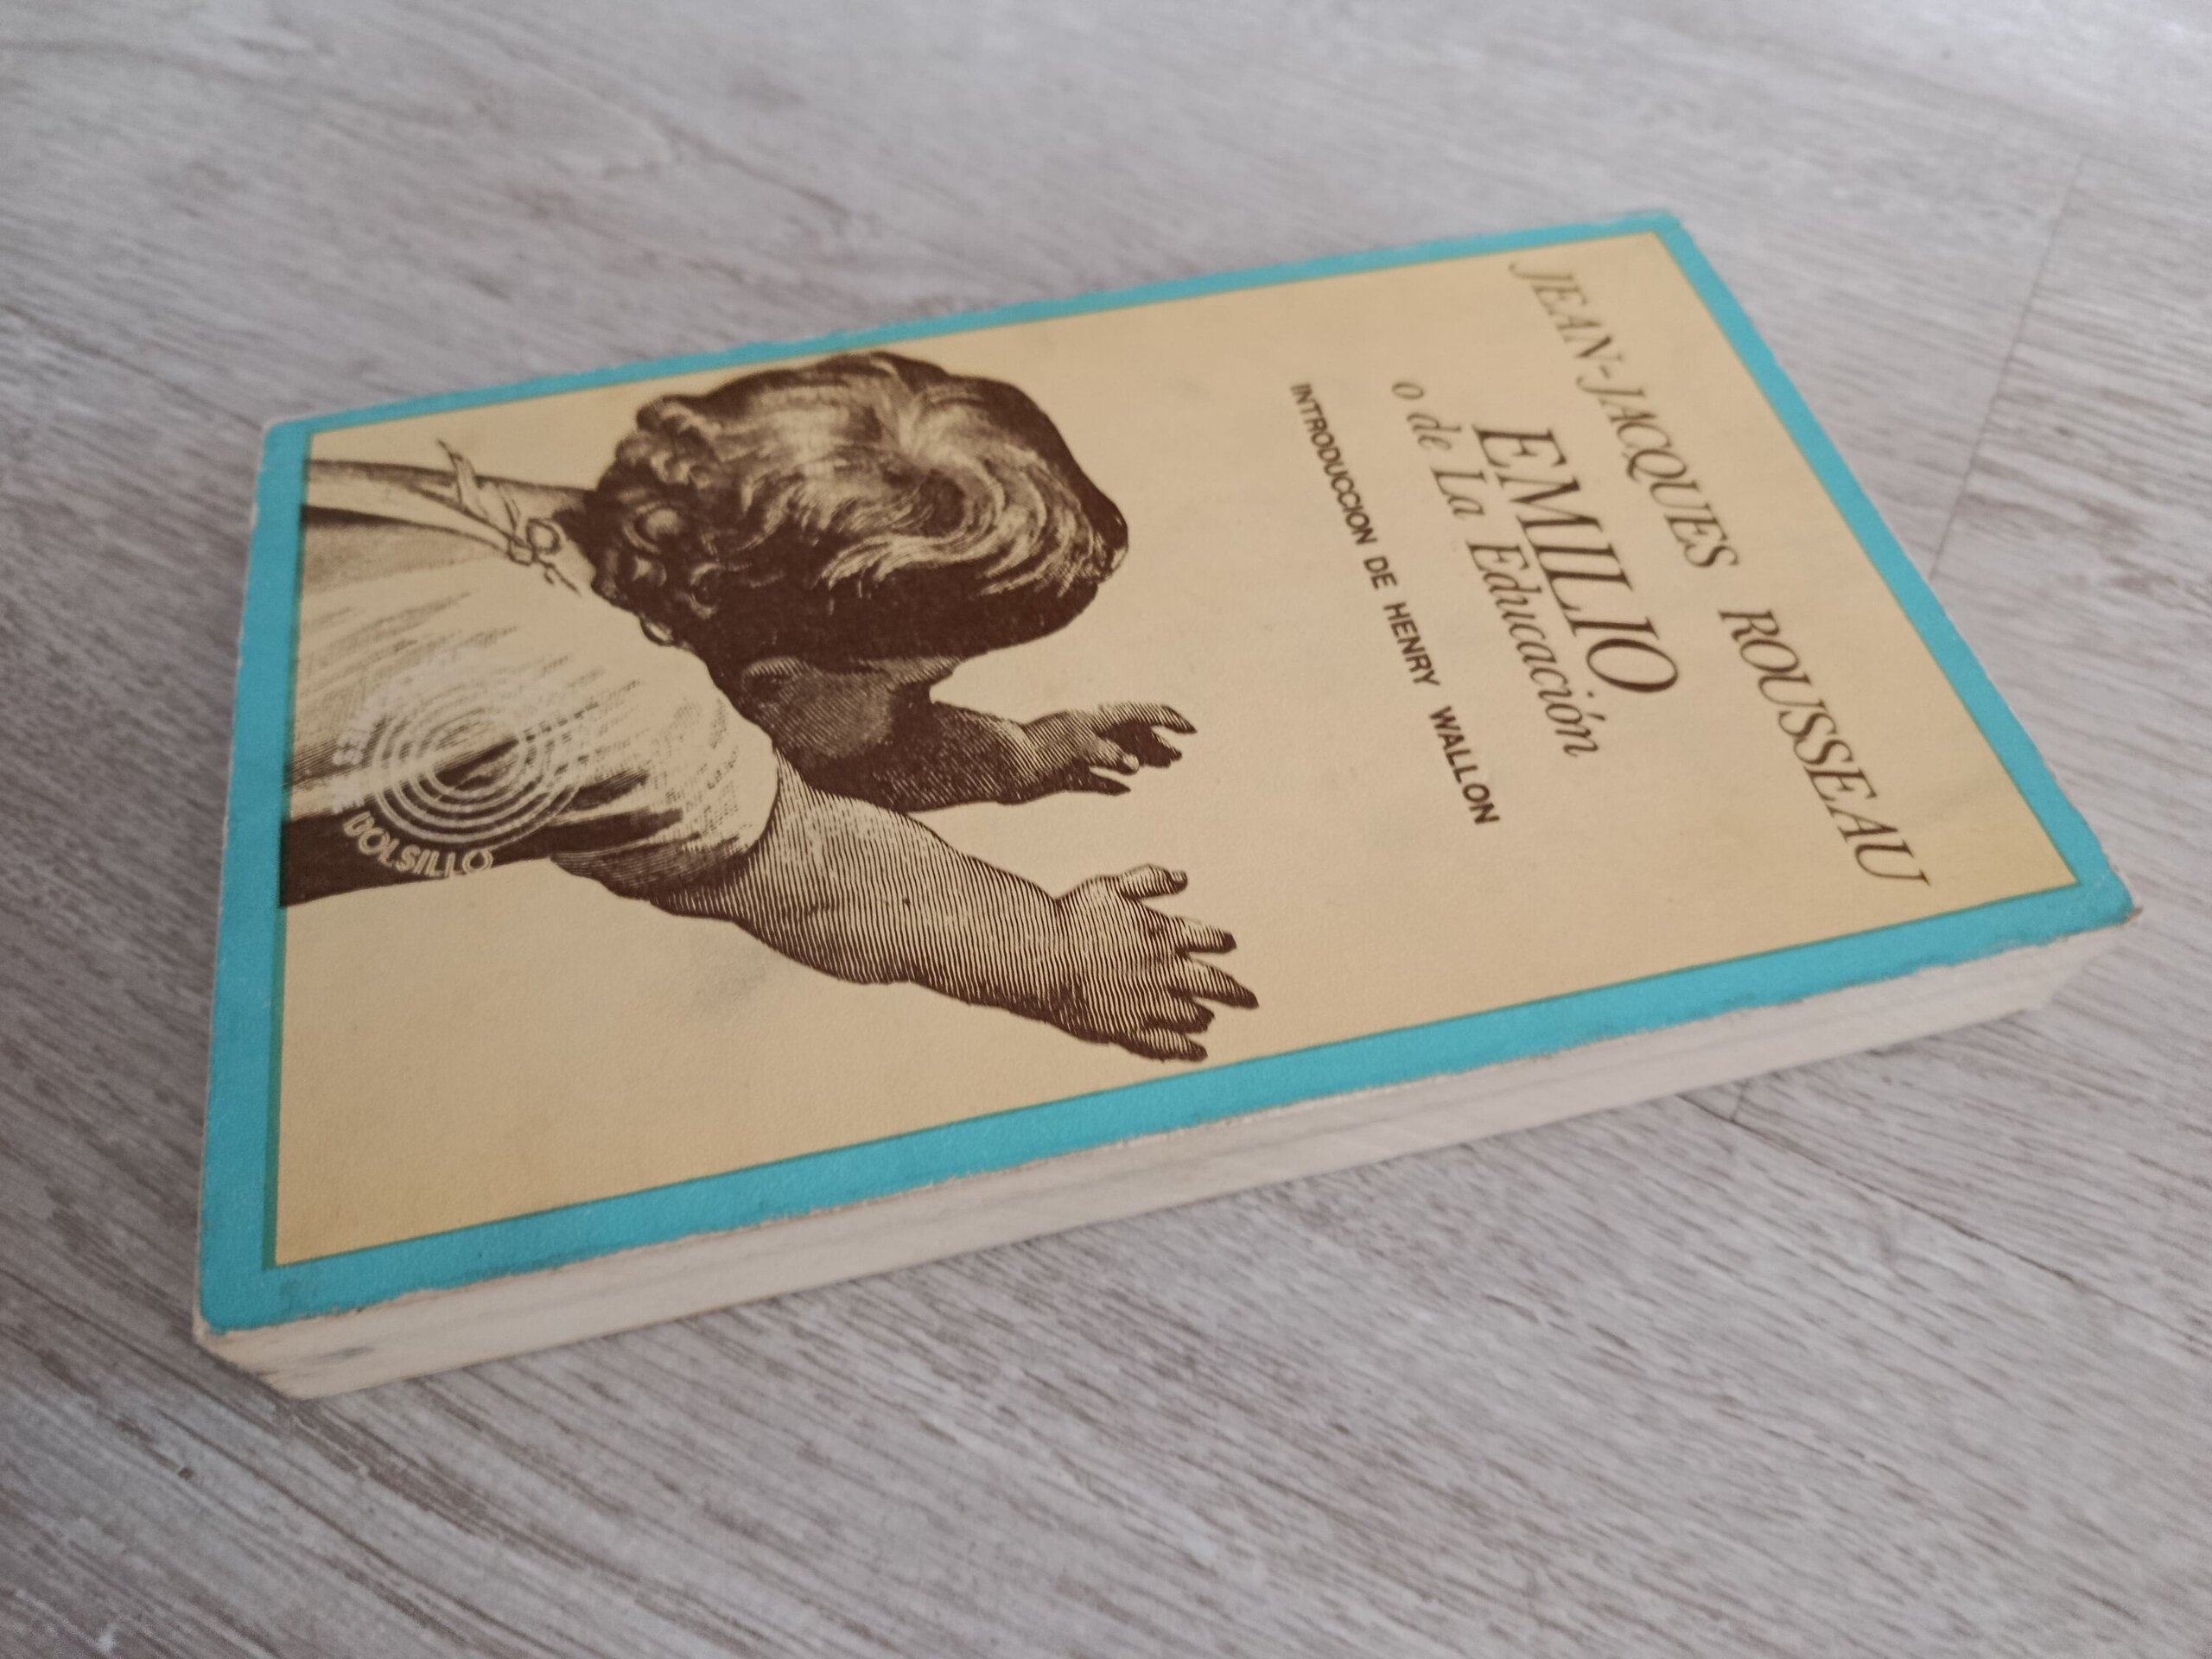 JEAN-JACQUES ROUSSEAU
EMILIO
o de La Educación
INTRODUCCION DE HENRY WALLON
BOLSILLO